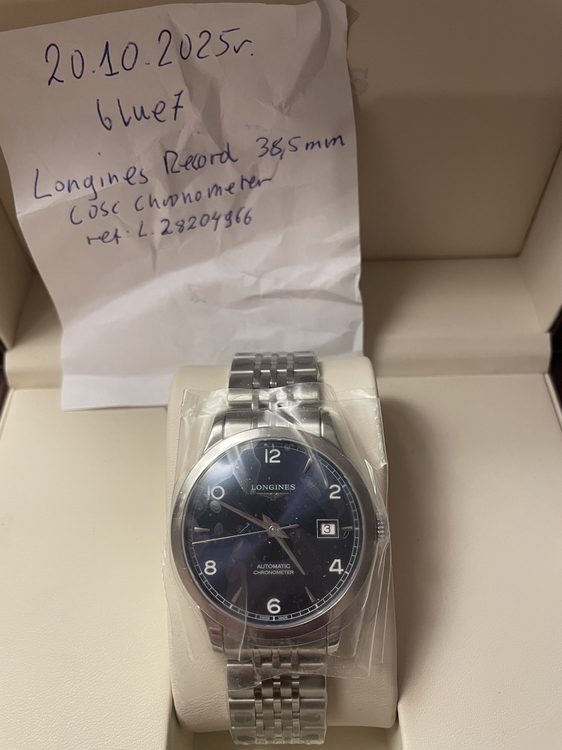 20.10.2025г.
blue7
Longines Record 38,5mm
COSC Chronometer
ref. L.28204966
12
LONGINES
10
2
3
8
4
AUTOMATIC
CHRONOMETER
6